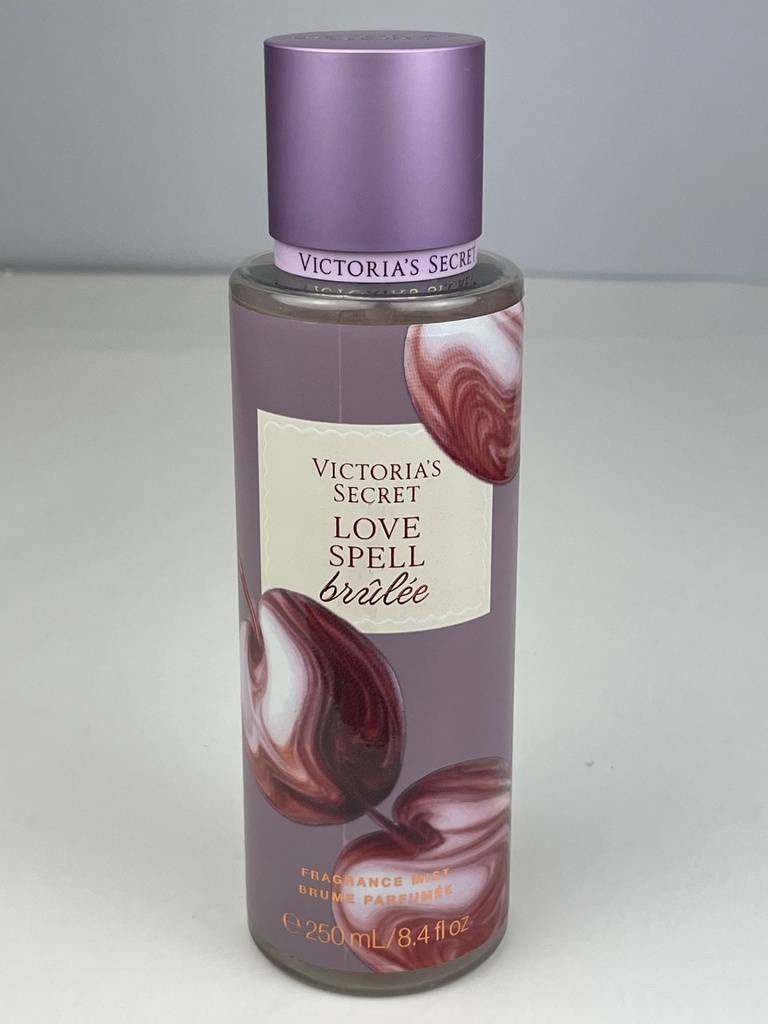 VICTORIA'S SECRET
VICTORIA'S
SECRET
LOVE
SPELL
brûlée
FRAGRANCE MIST
BRUME PARFUMÉE
℮ 250 mL/8.4 fl oz